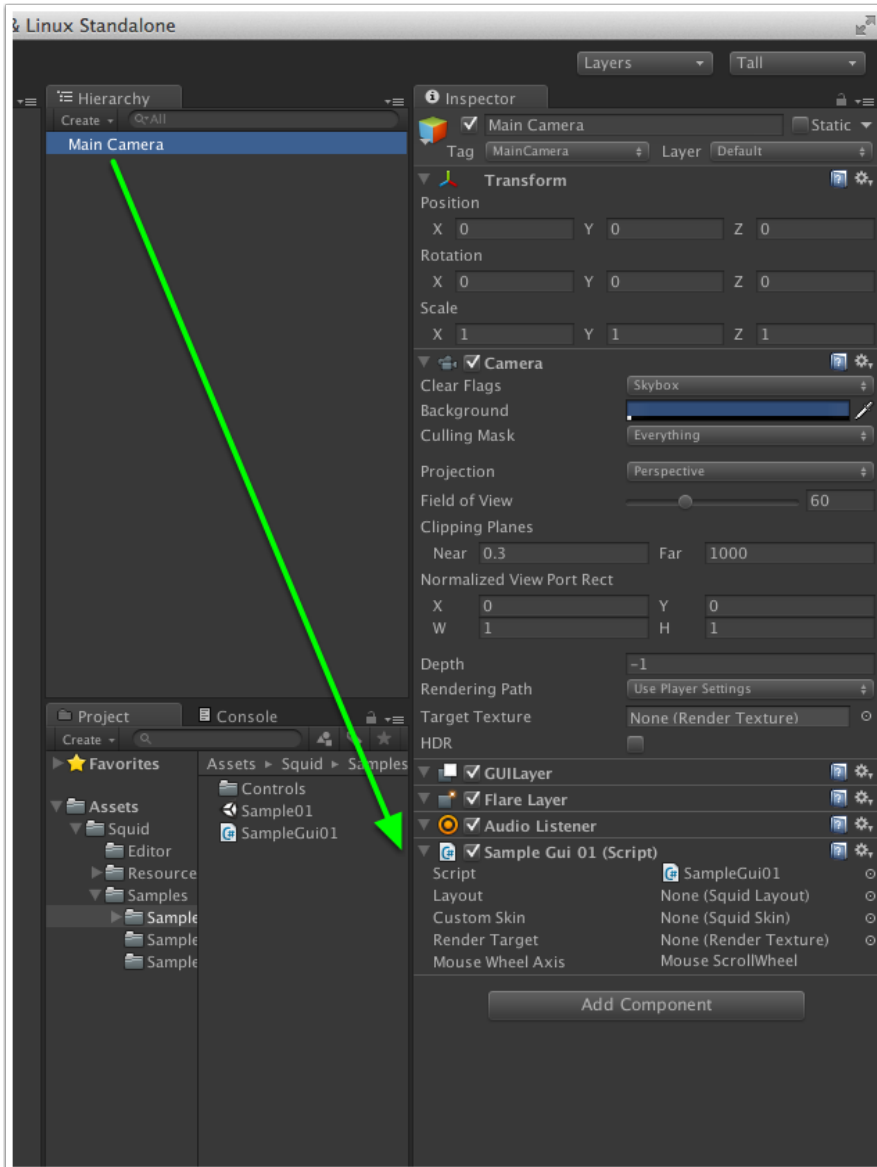 & Linux Standalone
Layers Tall
Hierarchy
Create All
Main Camera
Inspector
Main Camera Static
Tag MainCamera Layer Default
Transform
Position
X 0 Y 0 Z 0
Rotation
X 0 Y 0 Z 0
Scale
X 1 Y 1 Z 1
Camera
Clear Flags Skybox
Background
Culling Mask Everything
Projection Perspective
Field of View 60
Clipping Planes
Near 0.3 Far 1000
Normalized View Port Rect
X 0 Y 0
W 1 H 1
Depth -1
Rendering Path Use Player Settings
Target Texture None (Render Texture)
HDR
GUILayer
Flare Layer
Audio Listener
Sample Gui 01 (Script)
Script SampleGui01
Layout None (Squid Layout)
Custom Skin None (Squid Skin)
Render Target None (Render Texture)
Mouse Wheel Axis Mouse ScrollWheel
Add Component
Project Console
Create
Favorites
Assets
Squid
Editor
Resource
Samples
Sample
Sample
Sample
Assets Squid Samples
Controls
Sample01
SampleGui01